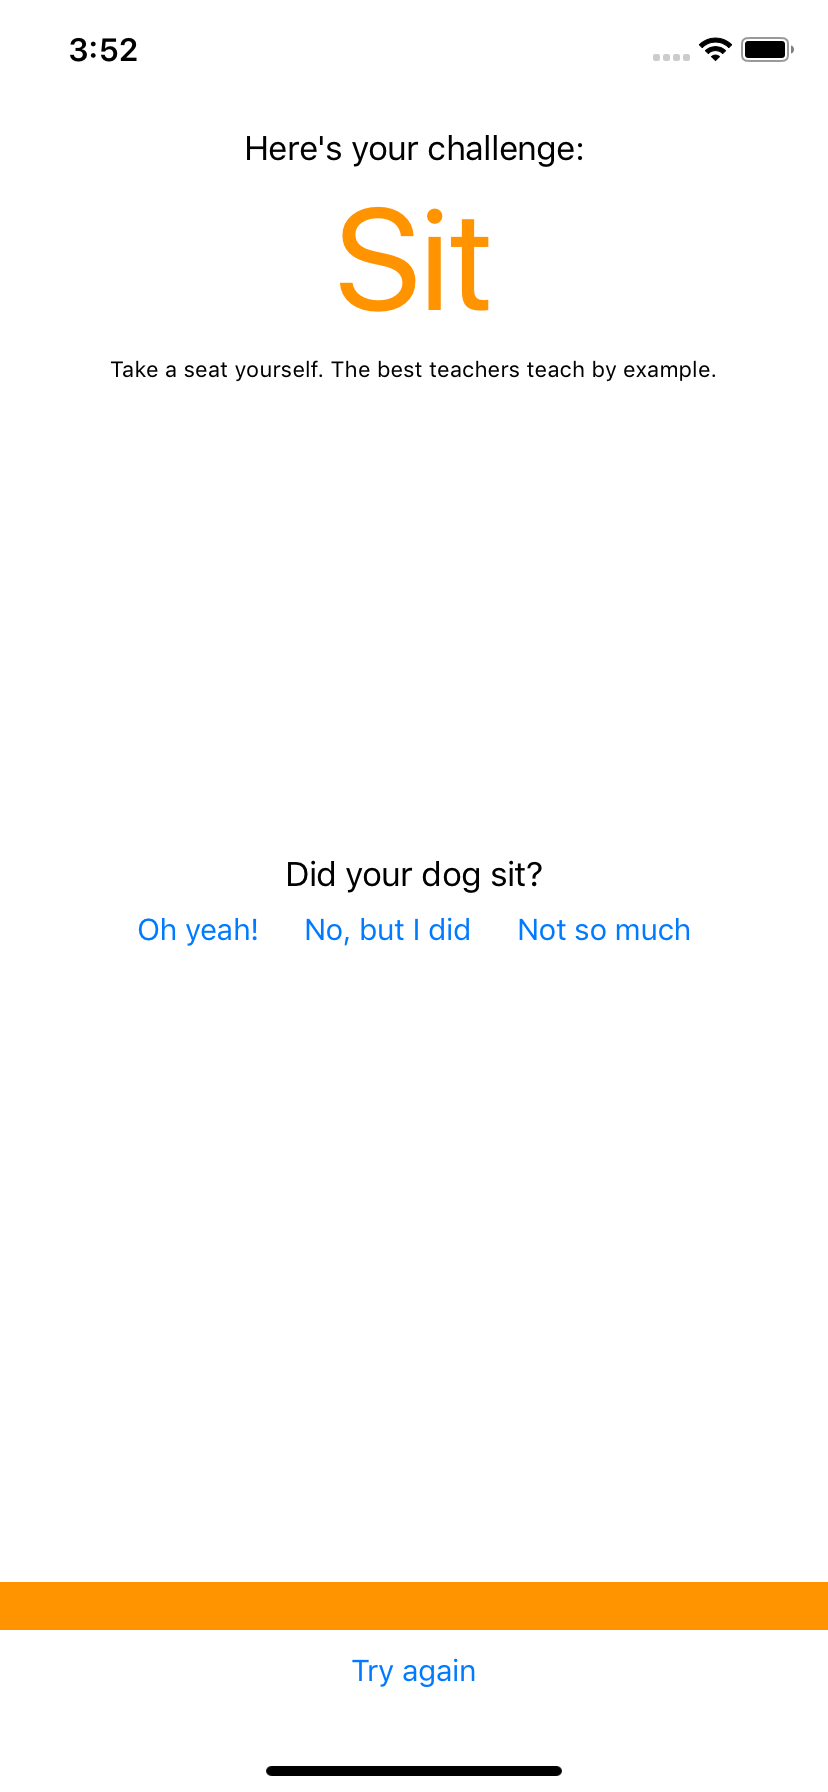 3:52
Here's your challenge:
Sit
Take a seat yourself. The best teachers teach by example.
Did your dog sit?
Oh yeah! No, but I did Not so much
Try again